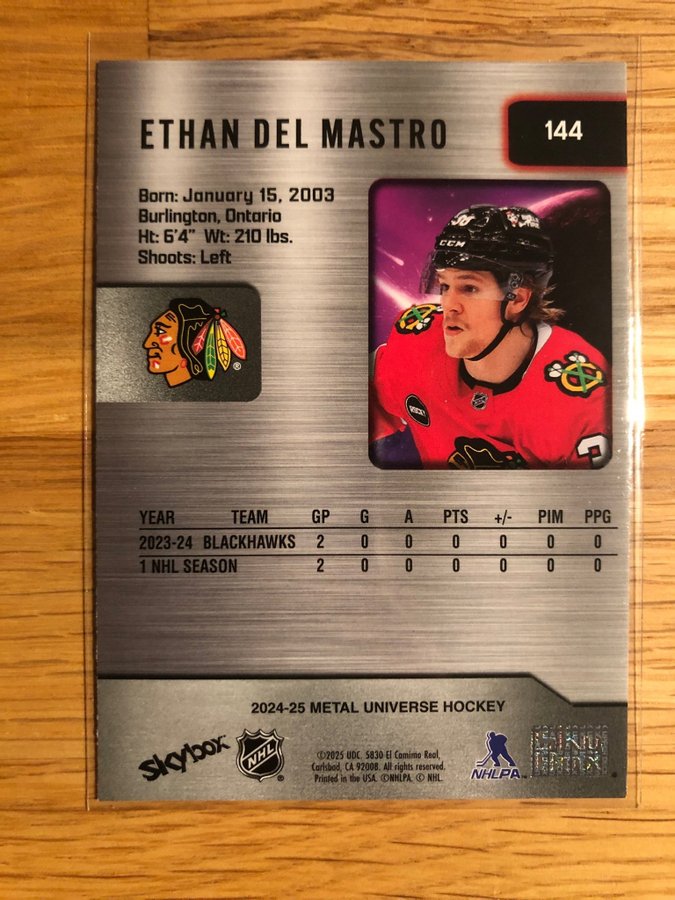 ETHAN DEL MASTRO
144
Born: January 15, 2003
Burlington, Ontario
Ht: 6'4" Wt: 210 lbs.
Shoots: Left
CCM
ROCKY
YEAR TEAM GP G A PTS +/- PIM PPG
2023-24 BLACKHAWKS 2 0 0 0 0 0 0
1 NHL SEASON 2 0 0 0 0 0 0
2024-25 METAL UNIVERSE HOCKEY
skybox
NHL
©2025 UDC. 5830 El Camino Real,
Carlsbad, CA 92008. All rights reserved.
Printed in the USA. ©NHLPA. © NHL.
NHLPA